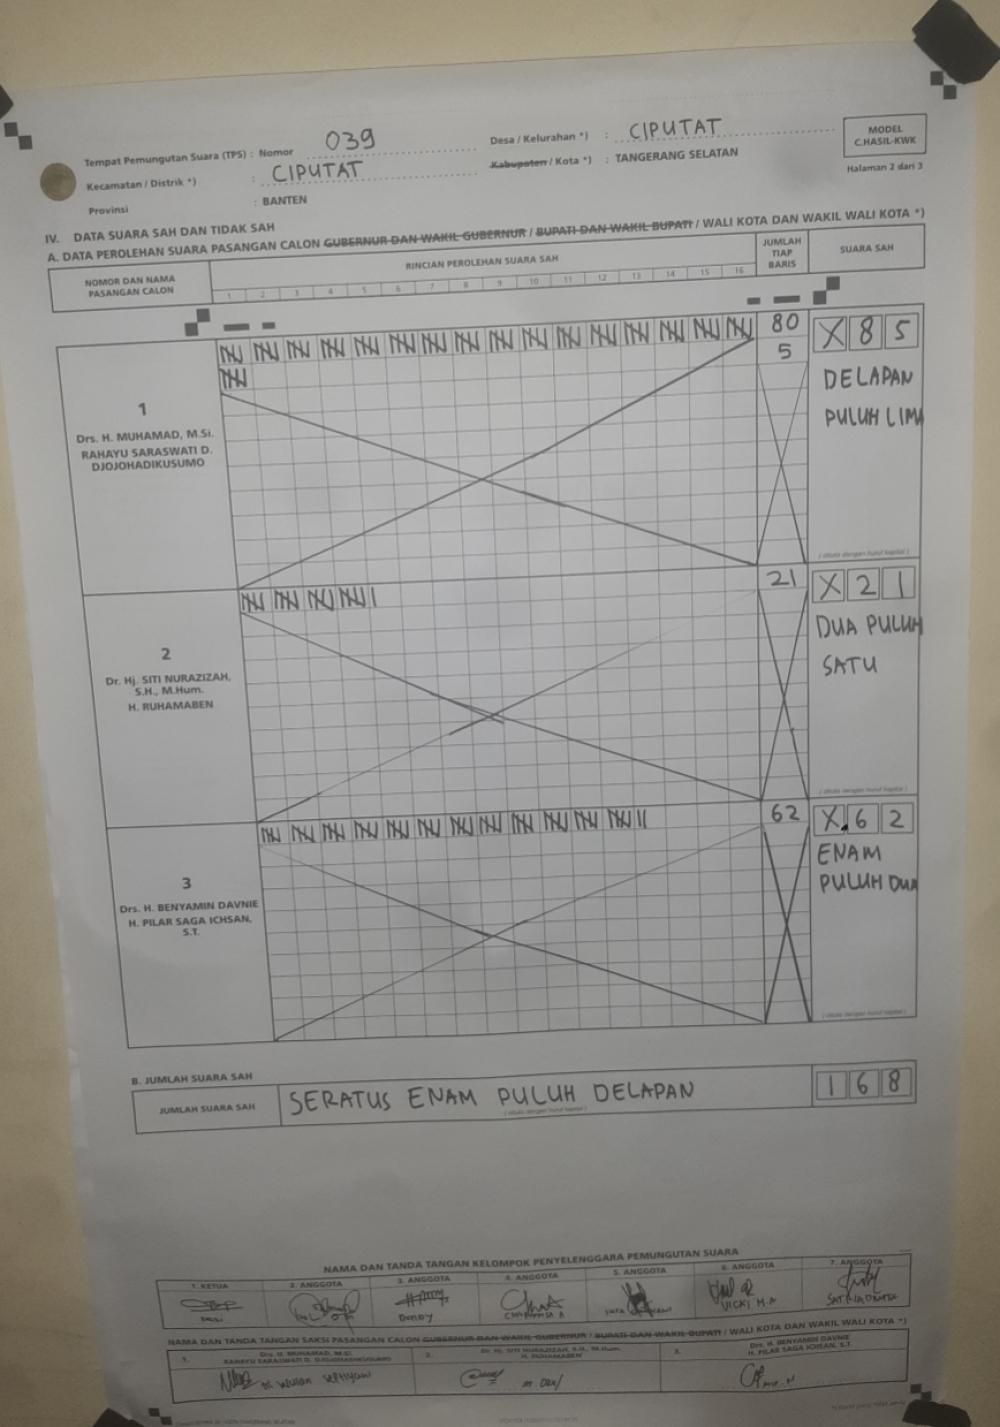 MODEL
C.HASIL-KWK
Halaman 2 dari 3
Tempat Pemungutan Suara (TPS) : Nomor 039
Desa / Kelurahan *) : CIPUTAT
Kecamatan / Distrik *) : CIPUTAT
Kabupaten / Kota *) : TANGERANG SELATAN
Provinsi : BANTEN
IV. DATA SUARA SAH DAN TIDAK SAH
A. DATA PEROLEHAN SUARA PASANGAN CALON GUBERNUR DAN WAKIL GUBERNUR / BUPATI DAN WAKIL BUPATI / WALI KOTA DAN WAKIL WALI KOTA *)
NOMOR DAN NAMA
PASANGAN CALON
RINCIAN PEROLEHAN SUARA SAH
1 2 3 4 5 6 7 8 9 10 11 12 13 14 15 16
JUMLAH
TIAP
BARIS
SUARA SAH
1
Drs. H. MUHAMAD, M.Si.
RAHAYU SARASWATI D.
DJOJOHADIKUSUMO
80
5
X 8 5
DELAPAN
PULUH LIMA
( ditulis dengan huruf kapital )
2
Dr. Hj. SITI NURAZIZAH,
S.H., M.Hum.
H. RUHAMABEN
21
X 2 1
DUA PULUH
SATU
( ditulis dengan huruf kapital )
3
Drs. H. BENYAMIN DAVNIE
H. PILAR SAGA ICHSAN,
S.T.
62
X 6 2
ENAM
PULUH DUA
( ditulis dengan huruf kapital )
B. JUMLAH SUARA SAH
JUMLAH SUARA SAH
SERATUS ENAM PULUH DELAPAN
( ditulis dengan huruf kapital )
1 6 8
NAMA DAN TANDA TANGAN KELOMPOK PENYELENGGARA PEMUNGUTAN SUARA
1. KETUA
2. ANGGOTA
3. ANGGOTA
4. ANGGOTA
5. ANGGOTA
6. ANGGOTA
7. ANGGOTA
DANDY
VICKI M.A
NAMA DAN TANDA TANGAN SAKSI PASANGAN CALON GUBERNUR DAN WAKIL GUBERNUR / BUPATI DAN WAKIL BUPATI / WALI KOTA DAN WAKIL WALI KOTA *)
1. Drs. H. MUHAMAD, M.Si.
RAHAYU SARASWATI D. DJOJOHADIKUSUMO
2. Dr. Hj. SITI NURAZIZAH, S.H., M.Hum.
H. RUHAMABEN
3. Drs. H. BENYAMIN DAVNIE
H. PILAR SAGA ICHSAN, S.T.